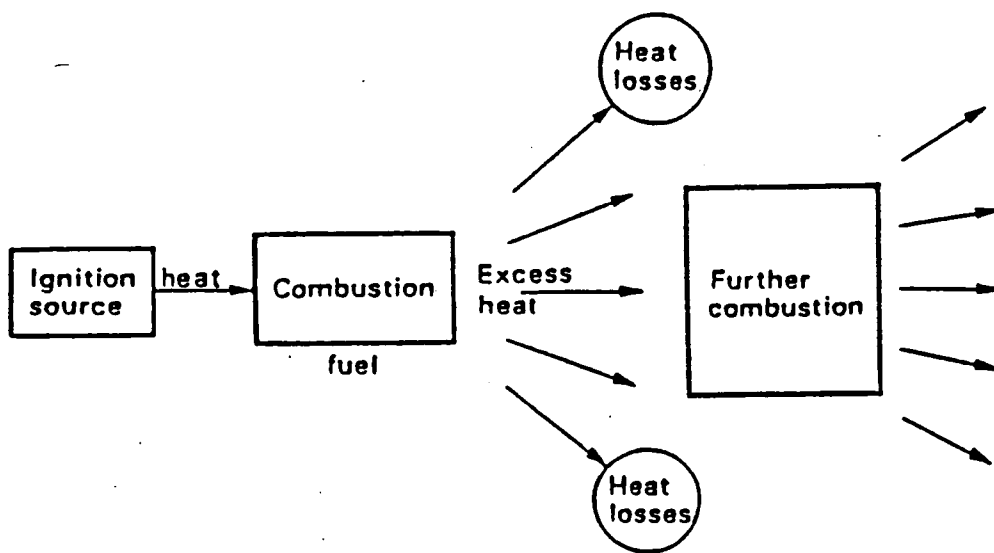 Heat
losses
Ignition
source
heat
Combustion
fuel
Excess
heat
Further
combustion
Heat
losses